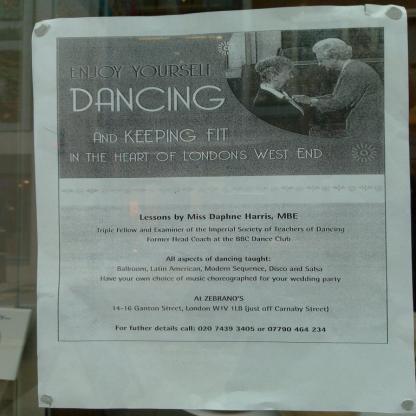 ENJOY YOURSELF
DANCING
AND KEEPING FIT
IN THE HEART OF LONDON'S WEST END
Lessons by Miss Daphne Harris, MBE
Triple Fellow and Examiner of the Imperial Society of Teachers of Dancing
Former Head Coach at the BBC Dance Club
All aspects of dancing taught:
Ballroom, Latin American, Modern Sequence, Disco and Salsa
Have your own choice of music choreographed for your wedding party
At ZEBRANO'S
14-16 Ganton Street, London W1V 1LB (just off Carnaby Street)
For futher details call: 020 7439 3405 or 07790 464 234